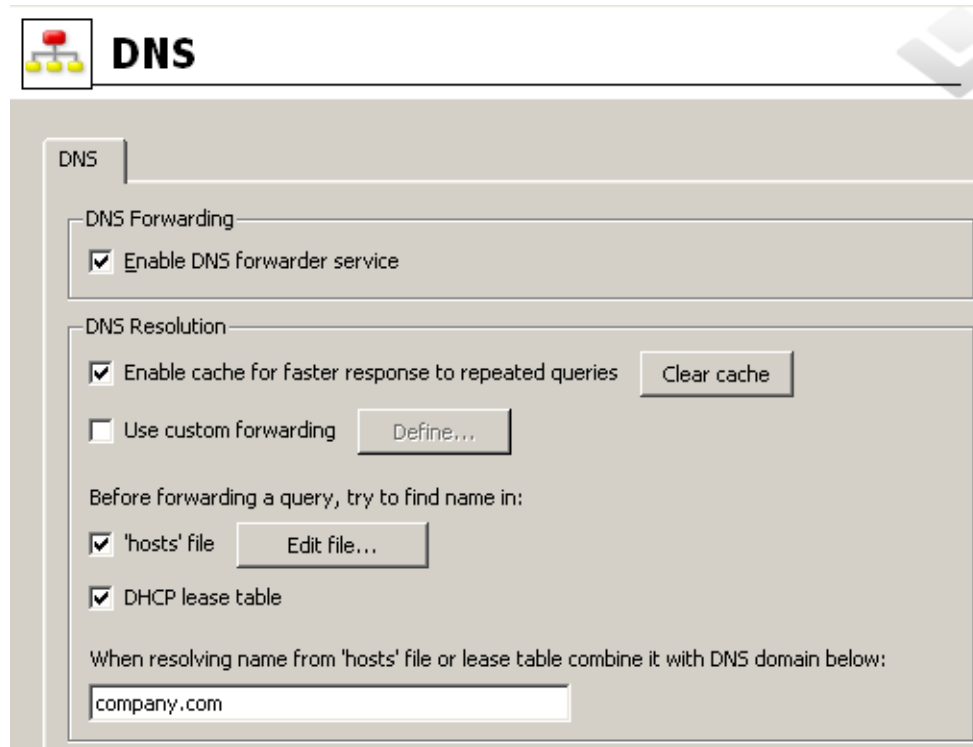 DNS
DNS
DNS Forwarding
Enable DNS forwarder service
DNS Resolution
Enable cache for faster response to repeated queries Clear cache
Use custom forwarding Define...
Before forwarding a query, try to find name in:
'hosts' file Edit file...
DHCP lease table
When resolving name from 'hosts' file or lease table combine it with DNS domain below:
company.com